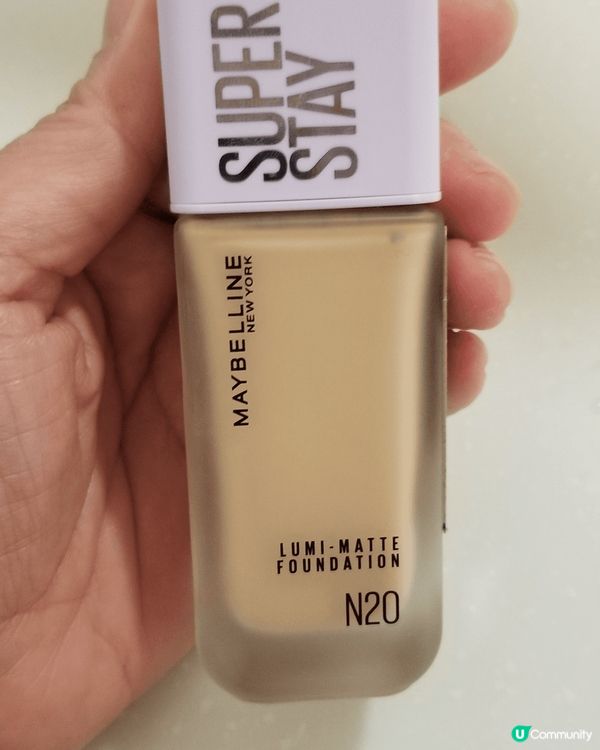 SUPER
STAY
MAYBELLINE
NEW YORK
LUMI-MATTE
FOUNDATION
N20
U Community